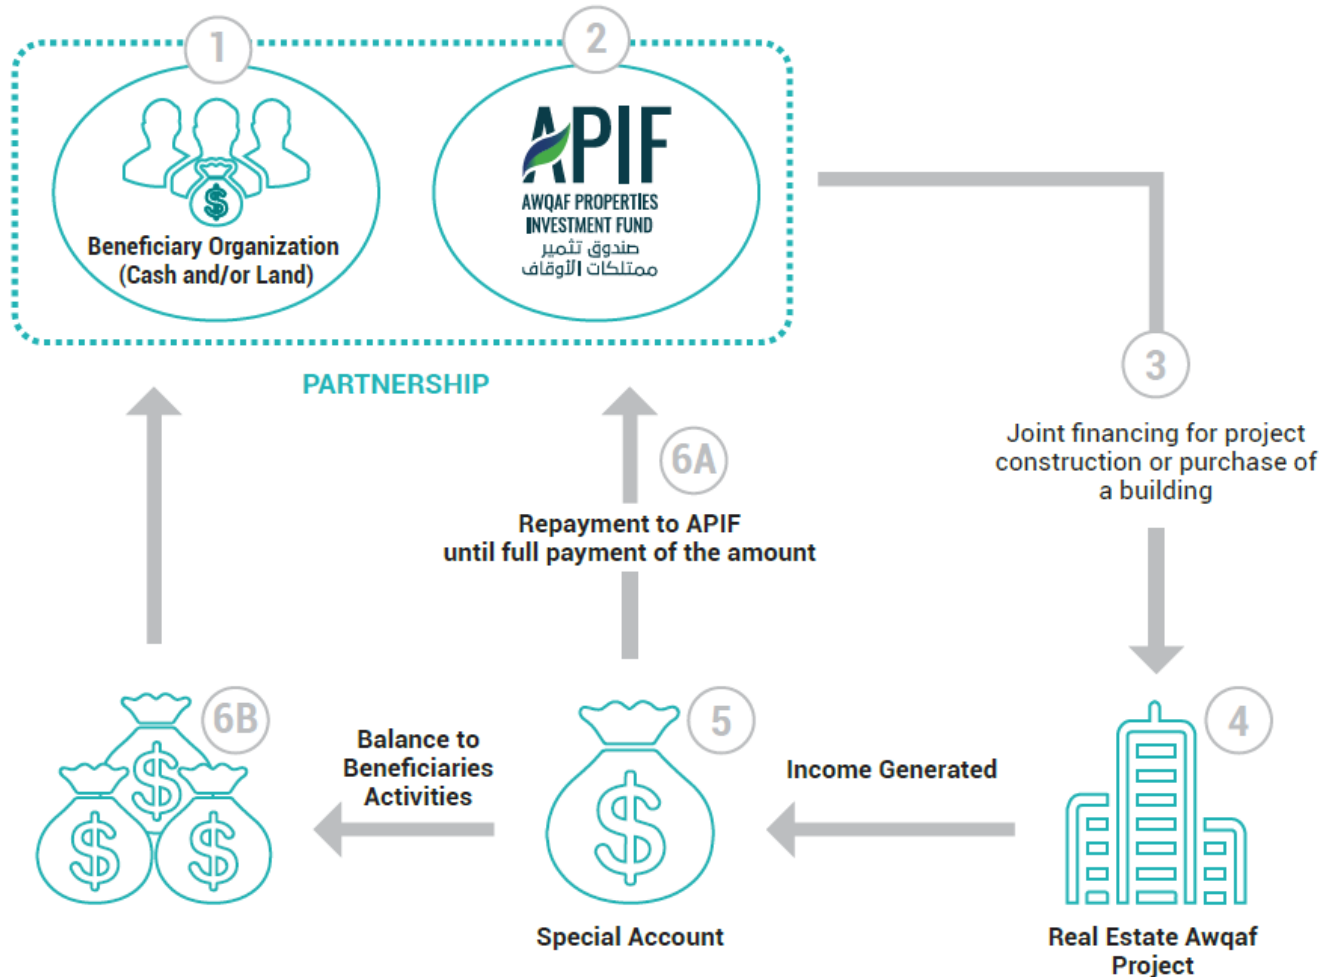 1
2
Beneficiary Organization
(Cash and/or Land)
$
APIF
AWQAF PROPERTIES
INVESTMENT FUND
صندوق تثمير
ممتلكات الأوقاف
PARTNERSHIP
3
Joint financing for project
construction or purchase of
a building
6A
Repayment to APIF
until full payment of the amount
6B
$
$
$
Balance to
Beneficiaries
Activities
5
$
Special Account
Income Generated
4
Real Estate Awqaf
Project